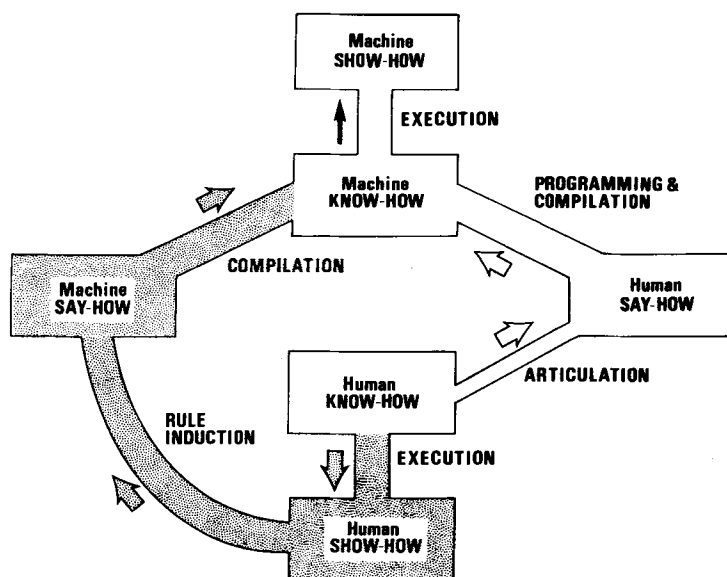 Machine
SHOW-HOW
EXECUTION
Machine
KNOW-HOW
PROGRAMMING &
COMPILATION
COMPILATION
Machine
SAY-HOW
Human
SAY-HOW
Human
KNOW-HOW
ARTICULATION
RULE
INDUCTION
EXECUTION
Human
SHOW-HOW